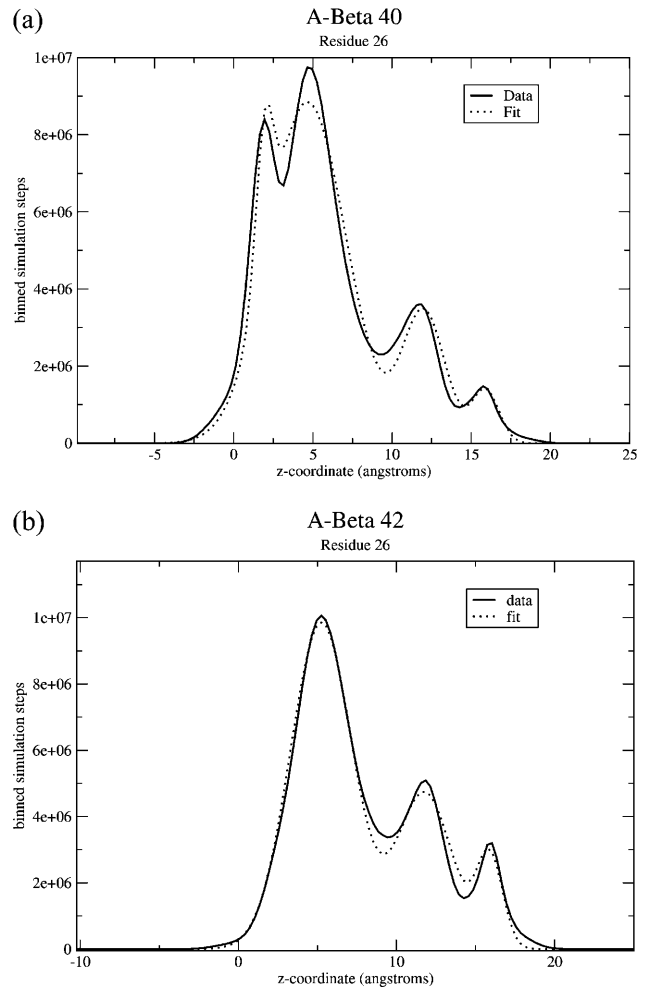 (a)
A-Beta 40
Residue 26
1e+07
8e+06
6e+06
4e+06
2e+06
0
binned simulation steps
Data
Fit
-5 0 5 10 15 20 25
z-coordinate (angstroms)
(b)
A-Beta 42
Residue 26
1e+07
8e+06
6e+06
4e+06
2e+06
0
binned simulation steps
data
fit
-10 0 10 20
z-coordinate (angstroms)